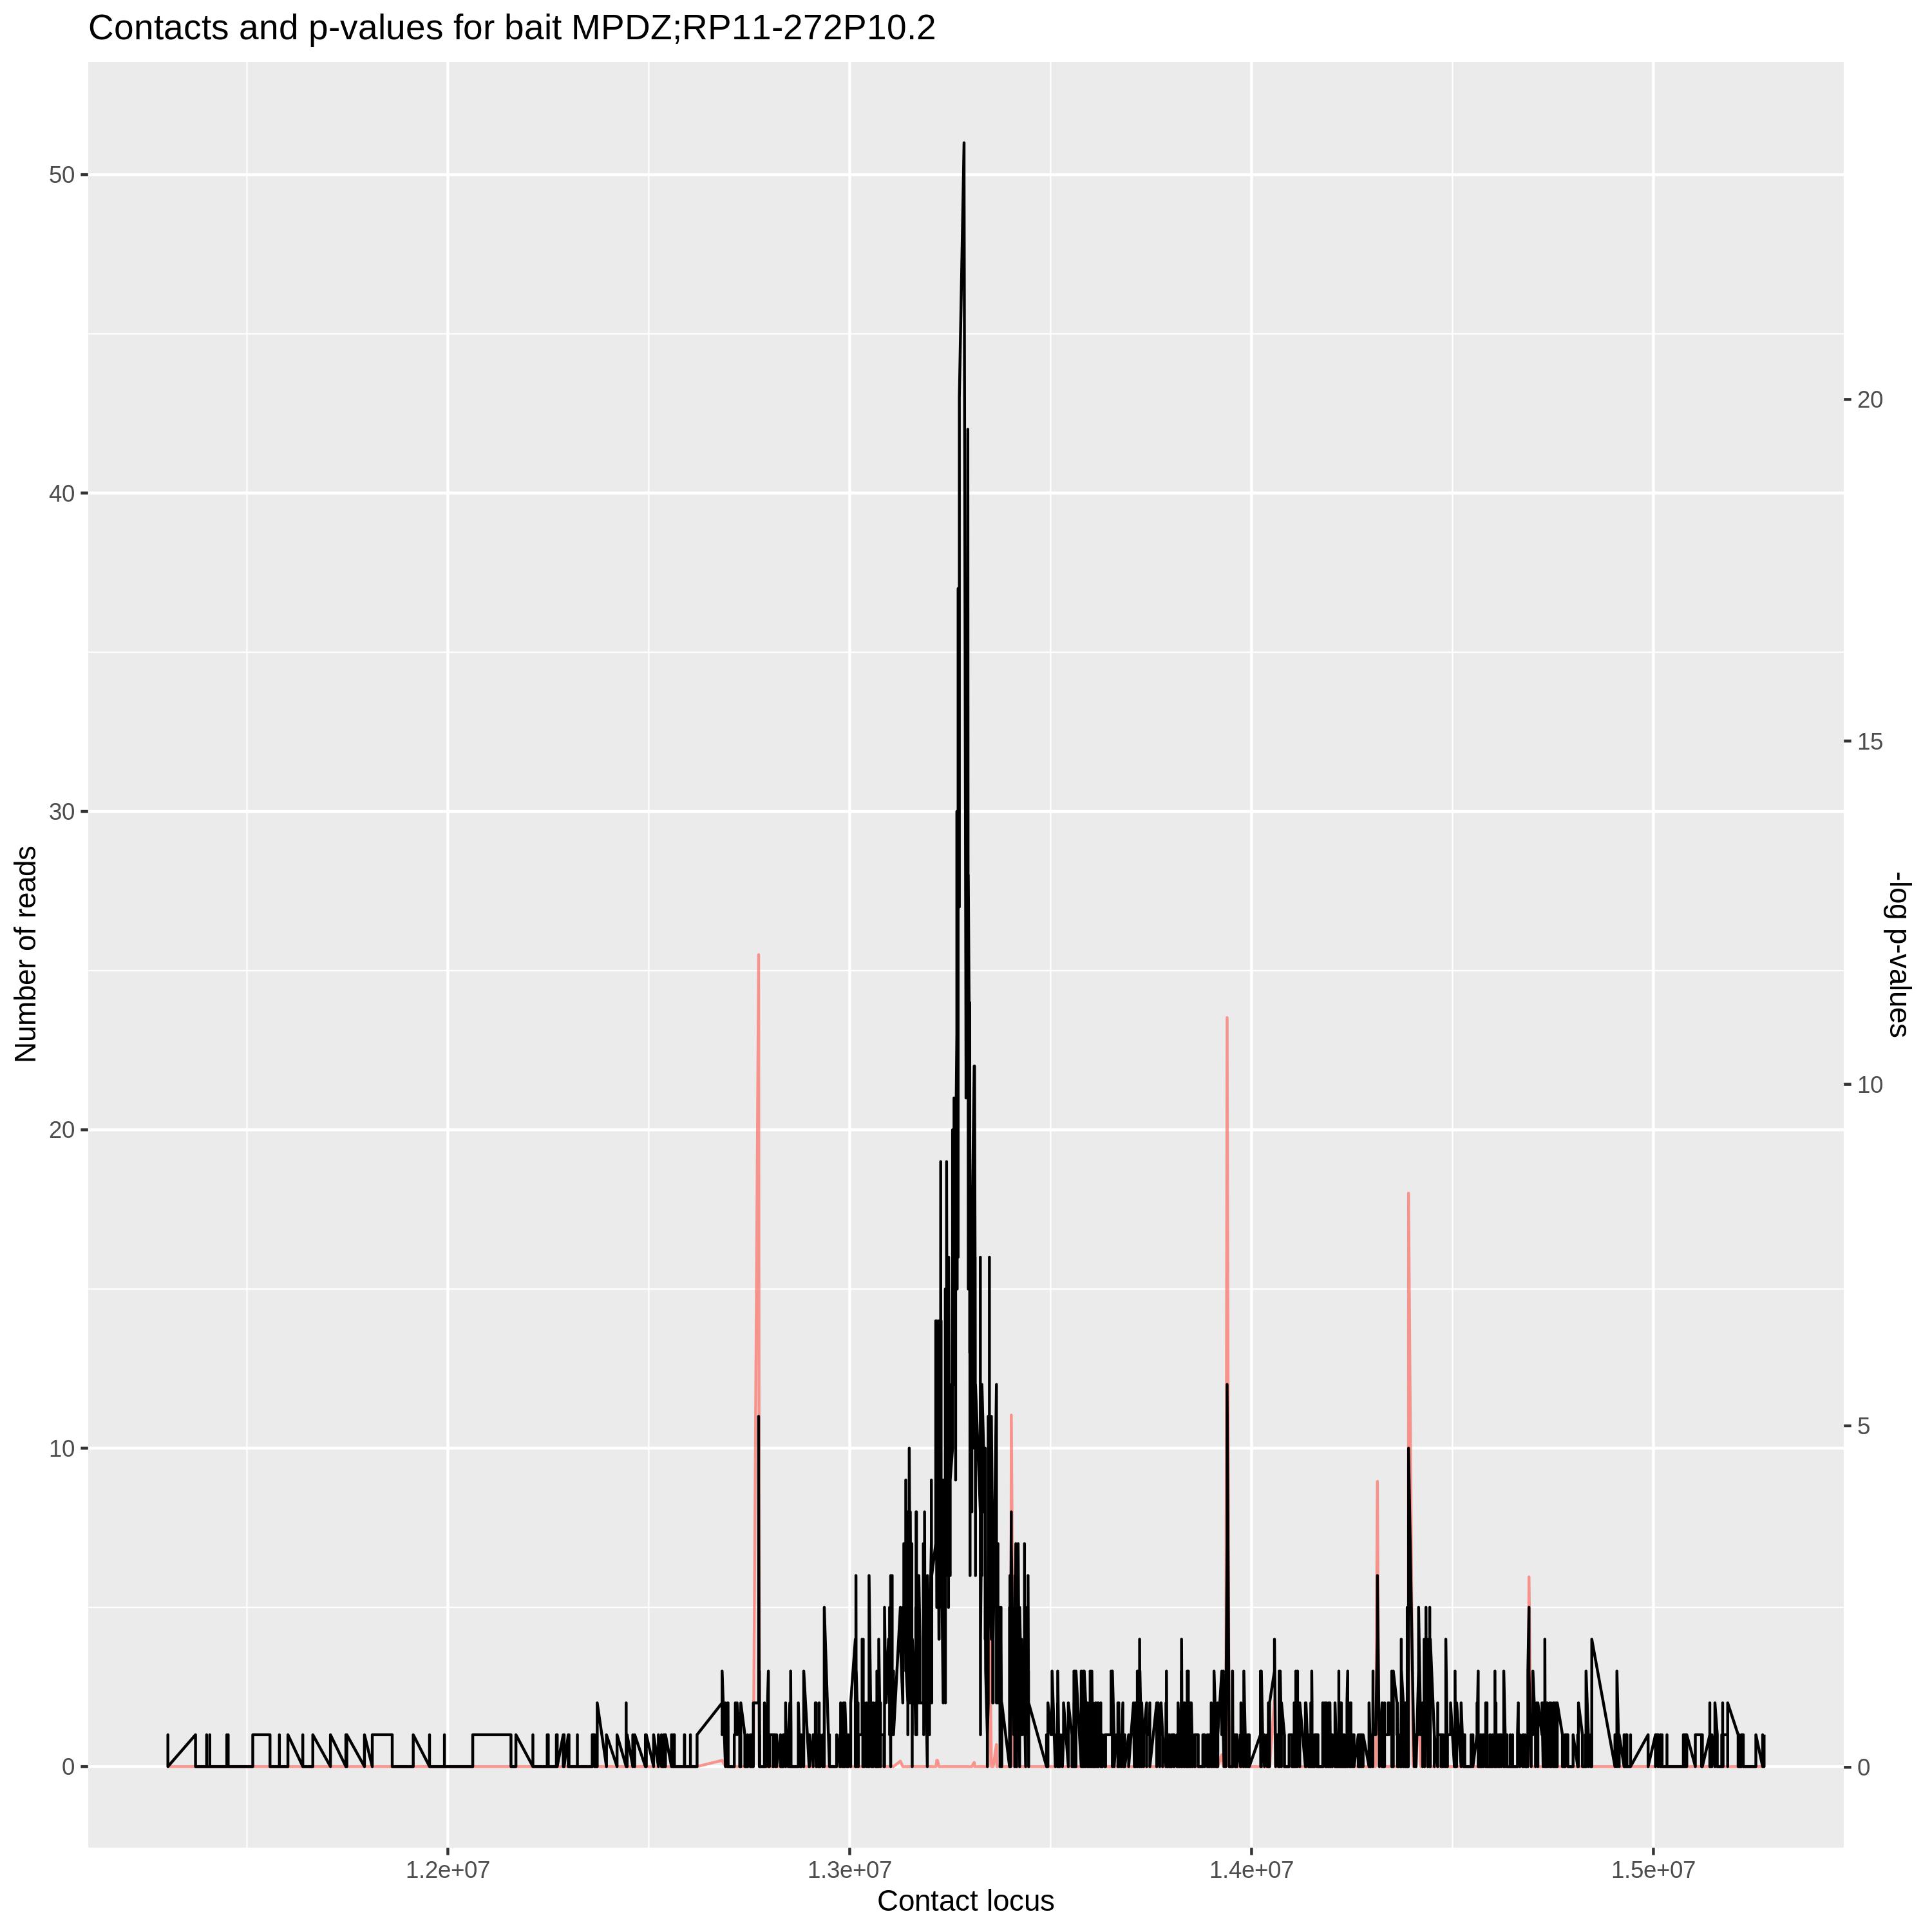 Contacts and p-values for bait MPDZ;RP11-272P10.2
50
40
30
20
10
0
Number of reads
20
15
10
5
0
-log p-values
1.2e+07
1.3e+07
1.4e+07
1.5e+07
Contact locus